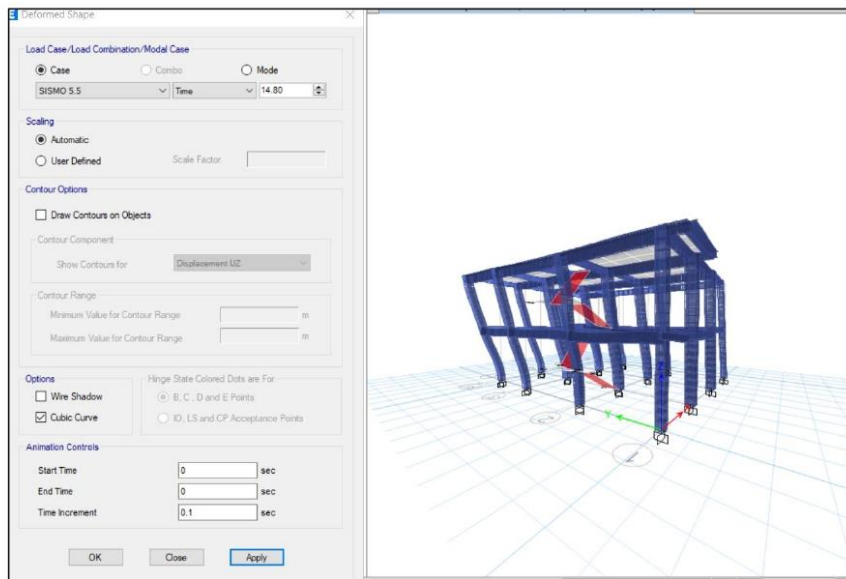 Deformed Shape
Load Case/Load Combination/Modal Case
Case Combo Mode
SISMO 5.5 Time 14.80
Scaling
Automatic
User Defined Scale Factor
Contour Options
Draw Contours on Objects
Contour Component
Show Contours for Displacement UZ
Contour Range
Minimum Value for Contour Range m
Maximum Value for Contour Range m
Options
Hinge State Colored Dots are For
Wire Shadow
B, C, D and E Points
Cubic Curve
IO, LS and CP Acceptance Points
Animation Controls
Start Time 0 sec
End Time 0 sec
Time Increment 0.1 sec
OK Close Apply
Y
Z